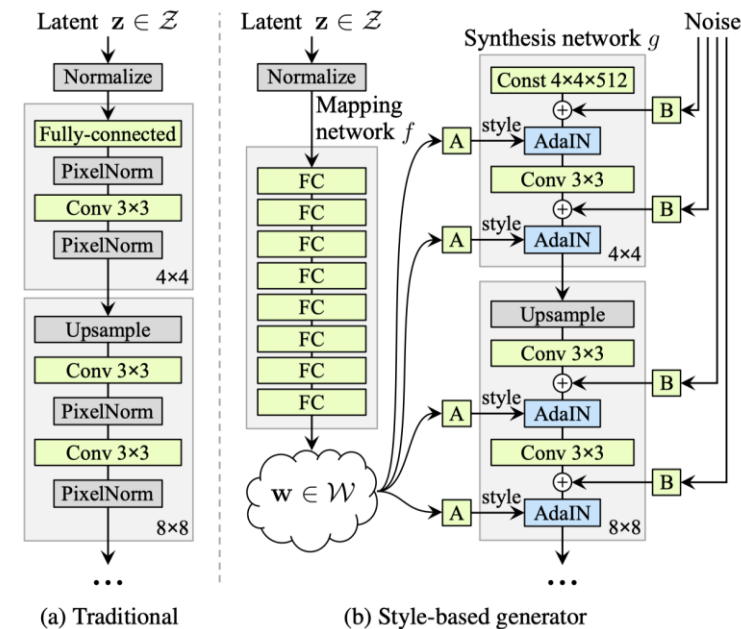 Latent z ∈ 𝒵
Normalize
Fully-connected
PixelNorm
Conv 3×3
PixelNorm
4×4
Upsample
Conv 3×3
PixelNorm
Conv 3×3
PixelNorm
8×8
...
(a) Traditional
Latent z ∈ 𝒵
Normalize
Mapping
network f
FC
FC
FC
FC
FC
FC
FC
FC
w ∈ 𝒲
A
style
A
style
A
style
A
style
Synthesis network g
Const 4×4×512
+
AdaIN
Conv 3×3
+
AdaIN
4×4
Upsample
Conv 3×3
+
AdaIN
Conv 3×3
+
AdaIN
8×8
...
Noise
B
B
B
B
(b) Style-based generator